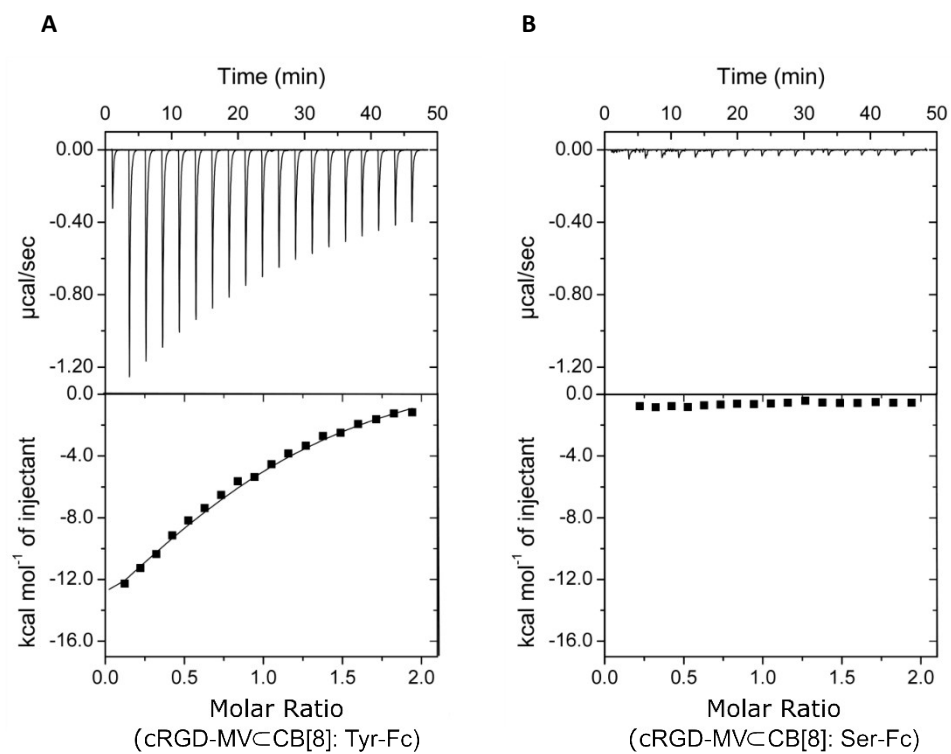 A
Time (min)
0 10 20 30 40 50
0.00
-0.40
-0.80
-1.20
µcal/sec
0.0
-4.0
-8.0
-12.0
-16.0
kcal mol⁻¹ of injectant
0.0 0.5 1.0 1.5 2.0
Molar Ratio
(cRGD-MV⊂CB[8]: Tyr-Fc)
B
Time (min)
0 10 20 30 40 50
0.00
-0.40
-0.80
-1.20
µcal/sec
0.0
-4.0
-8.0
-12.0
-16.0
kcal mol⁻¹ of injectant
0.0 0.5 1.0 1.5 2.0
Molar Ratio
(cRGD-MV⊂CB[8]: Ser-Fc)